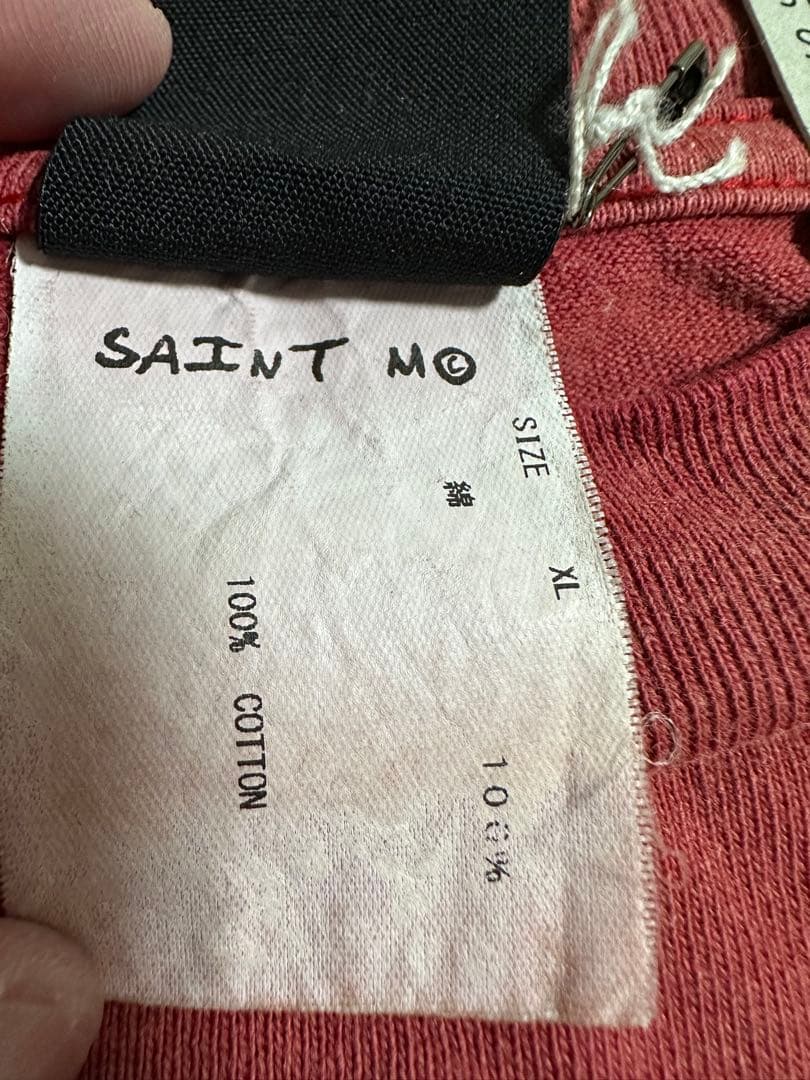 SAINT M©
SIZE XL
綿 100%
100% COTTON